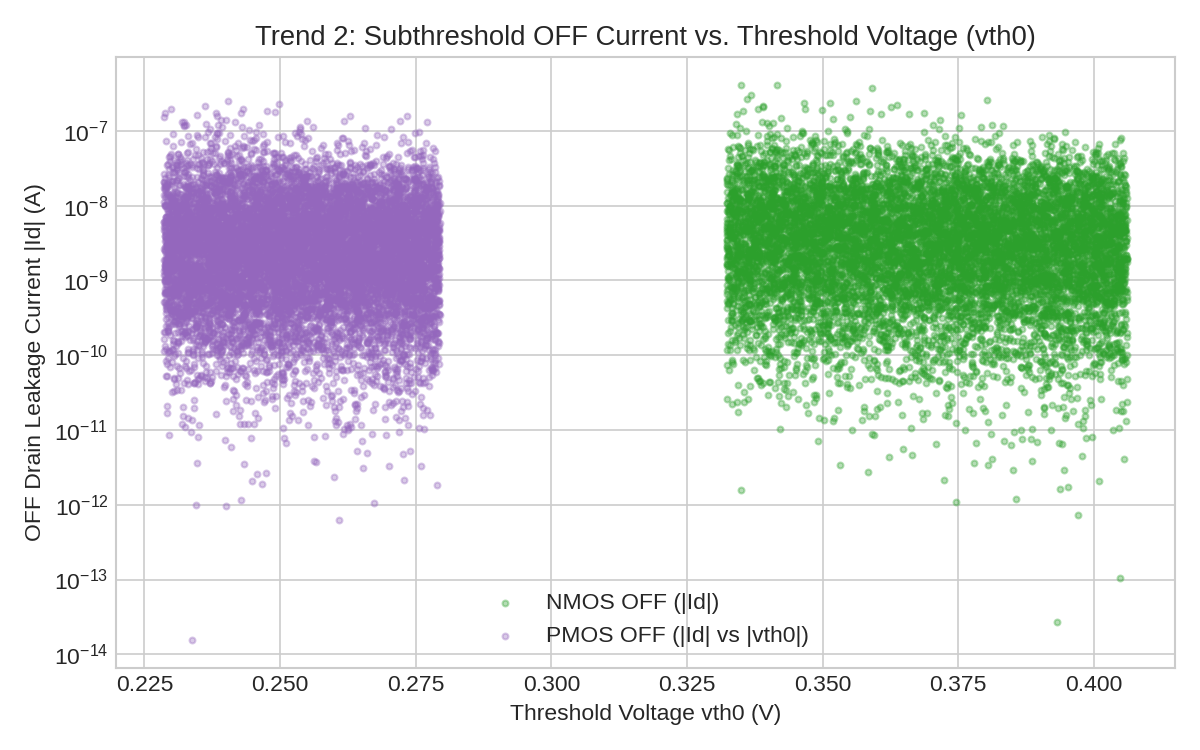 Trend 2: Subthreshold OFF Current vs. Threshold Voltage (vth0)
OFF Drain Leakage Current |Id| (A)
10⁻⁷
10⁻⁸
10⁻⁹
10⁻¹⁰
10⁻¹¹
10⁻¹²
10⁻¹³
10⁻¹⁴
NMOS OFF (|Id|)
PMOS OFF (|Id| vs |vth0|)
0.225 0.250 0.275 0.300 0.325 0.350 0.375 0.400
Threshold Voltage vth0 (V)